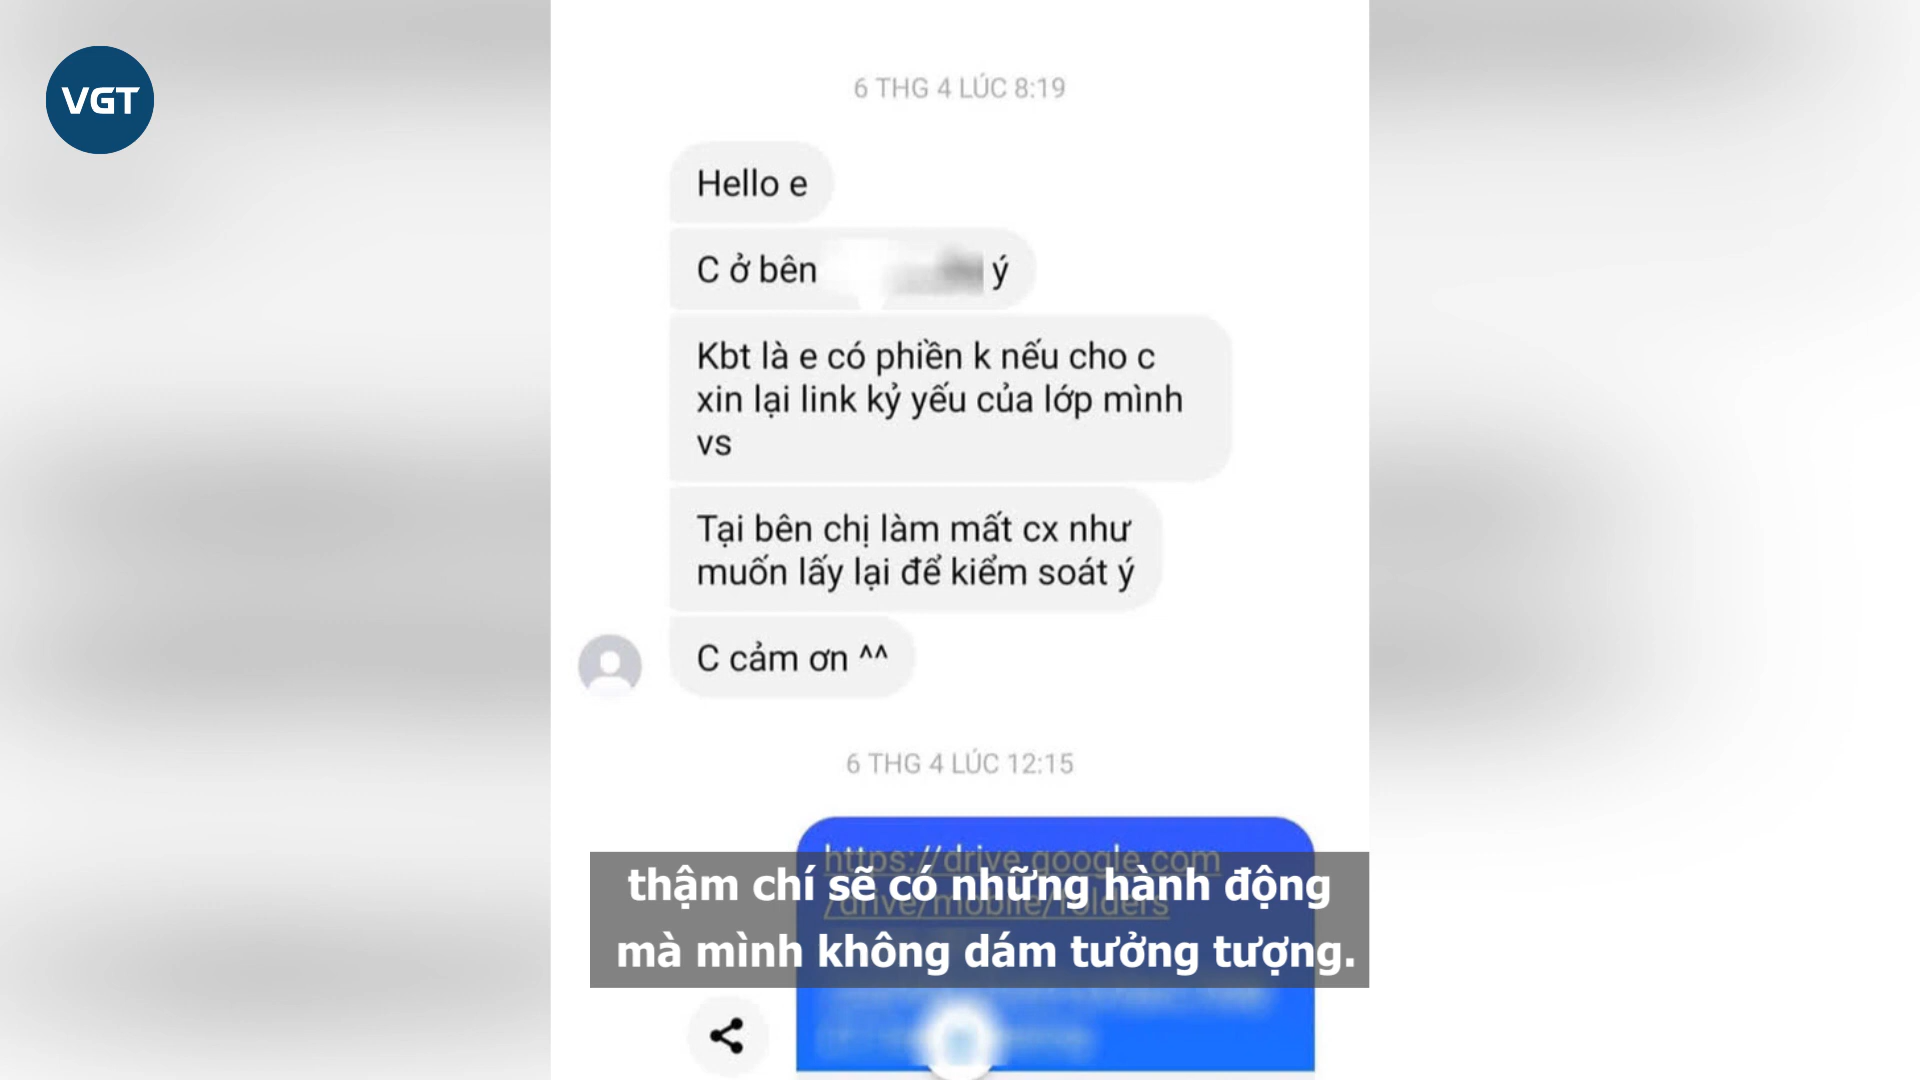 VGT
6 THG 4 LÚC 8:19
Hello e
C ở bên ý
Kbt là e có phiền k nếu cho c
xin lại link kỷ yếu của lớp mình
vs
Tại bên chị làm mất cx như
muốn lấy lại để kiểm soát ý
C cảm ơn ^^
6 THG 4 LÚC 12:15
https://drive.google.com
/drive/mobile/folders
thậm chí sẽ có những hành động
mà mình không dám tưởng tượng.